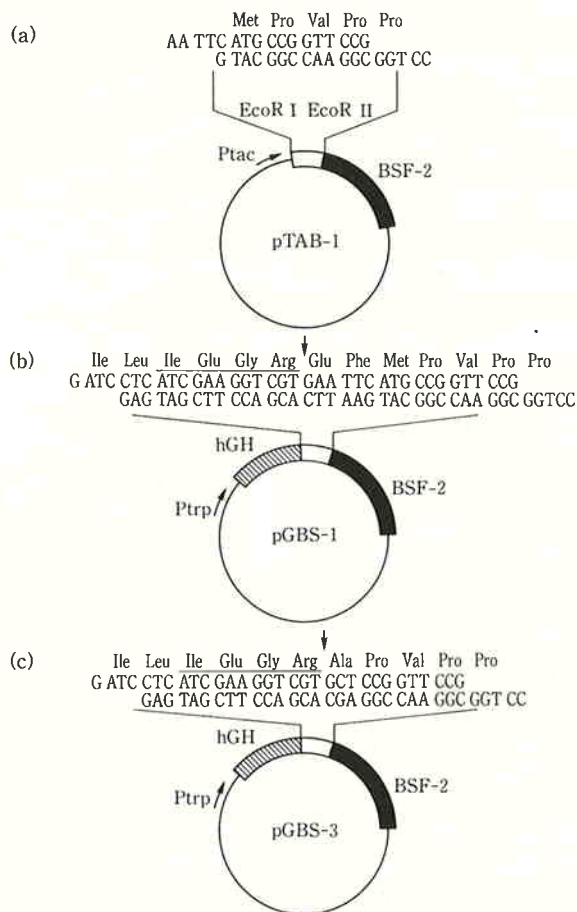 (a)
Met Pro Val Pro Pro
AA TTC ATG CCG GTT CCG
G TAC GGC CAA GGC GGT CC
EcoR I EcoR II
Ptac
BSF-2
pTAB-1
(b)
Ile Leu Ile Glu Gly Arg Glu Phe Met Pro Val Pro Pro
G ATC CTC ATC GAA GGT CGT GAA TTC ATG CCG GTT CCG
GAG TAG CTT CCA GCA CTT AAG TAC GGC CAA GGC GGTCC
hGH
Ptrp
BSF-2
pGBS-1
(c)
Ile Leu Ile Glu Gly Arg Ala Pro Val Pro Pro
G ATC CTC ATC GAA GGT CGT GCT CCG GTT CCG
GAG TAG CTT CCA GCA CGA GGC CAA GGC GGT CC
hGH
Ptrp
BSF-2
pGBS-3